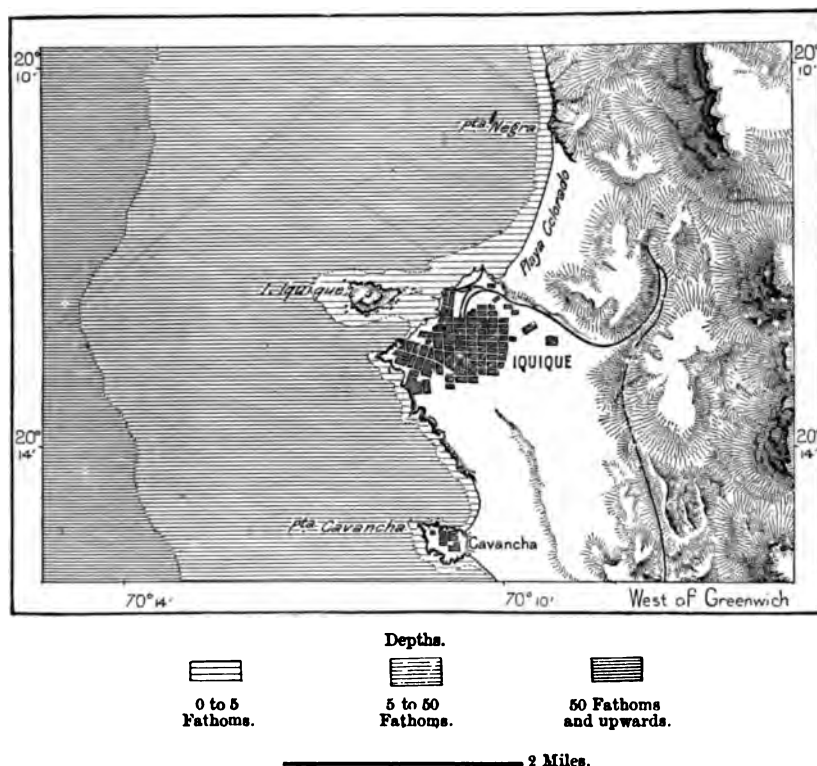 20°
10'
20°
10'
Pta Negra
Playa Colorado
I. Iquique
IQUIQUE
20°
14'
20°
14'
Pta Cavancha
Cavancha
70° 14'
70° 10'
West of Greenwich
Depths.
0 to 5
Fathoms.
5 to 50
Fathoms.
50 Fathoms
and upwards.
2 Miles.